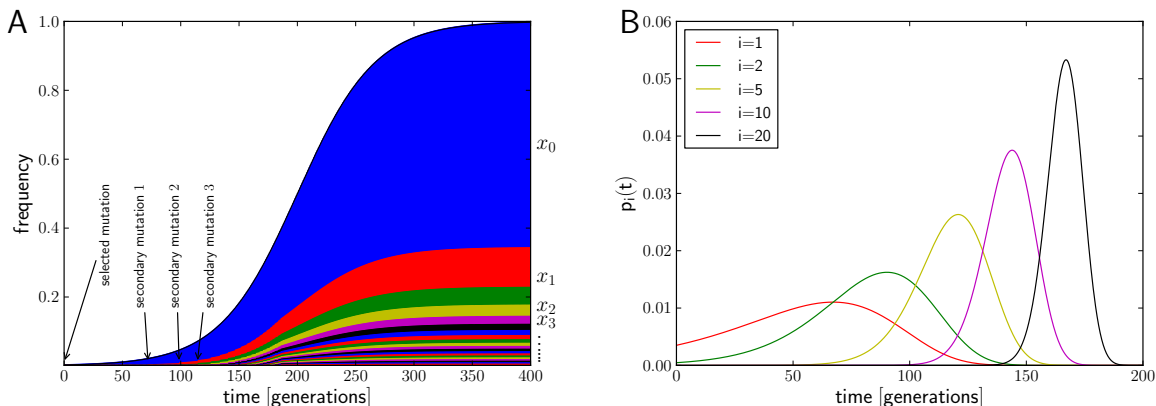 A
1.0
0.8
0.6
0.4
0.2
frequency
selected mutation
secondary mutation 1
secondary mutation 2
secondary mutation 3
x0
x1
x2
x3
0 50 100 150 200 250 300 350 400
time [generations]
B
0.06
0.05
0.04
0.03
0.02
0.01
0.00
pi(t)
i=1
i=2
i=5
i=10
i=20
0 50 100 150 200
time [generations]